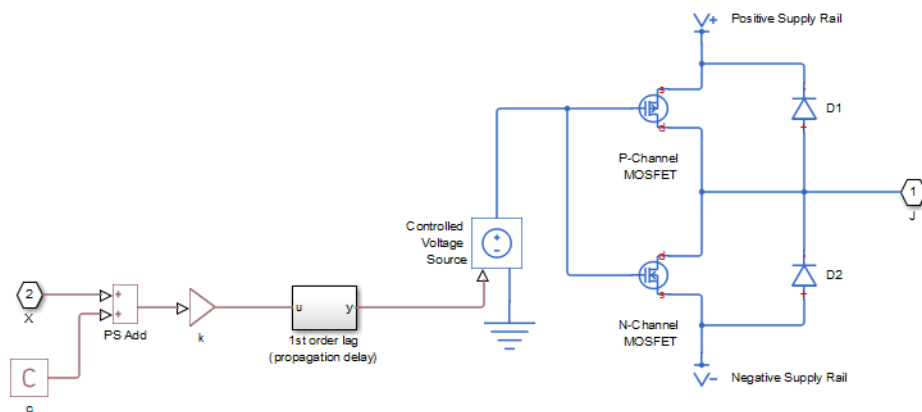 V+
Positive Supply Rail
s
D1
d
P-Channel
MOSFET
1
J
Controlled
Voltage
Source
d
D2
s
2
X
PS Add
k
u
y
1st order lag
(propagation delay)
N-Channel
MOSFET
C
V-
Negative Supply Rail